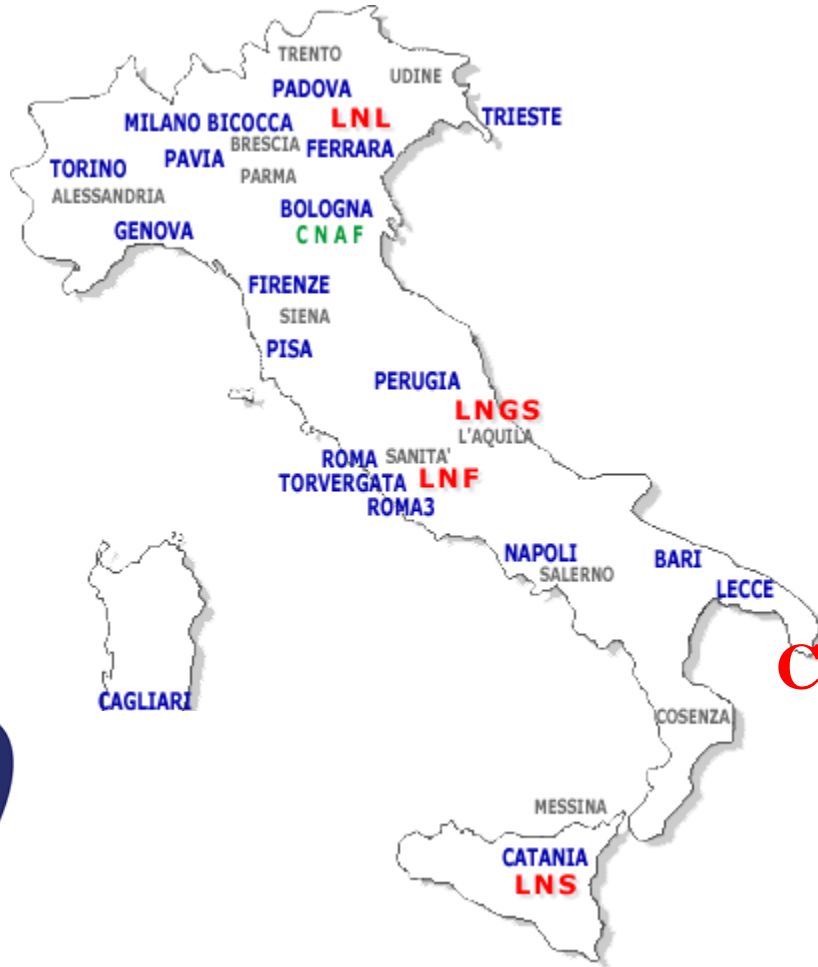 TRENTO
UDINE
PADOVA
LNL
TRIESTE
MILANO BICOCCA
BRESCIA
FERRARA
PAVIA
TORINO
PARMA
ALESSANDRIA
BOLOGNA
GENOVA
CNAF
FIRENZE
SIENA
PISA
PERUGIA
LNGS
L'AQUILA
ROMA
SANITA'
LNF
TORVERGATA
ROMA3
NAPOLI
BARI
SALERNO
LECCE
C
CAGLIARI
COSENZA
MESSINA
CATANIA
LNS